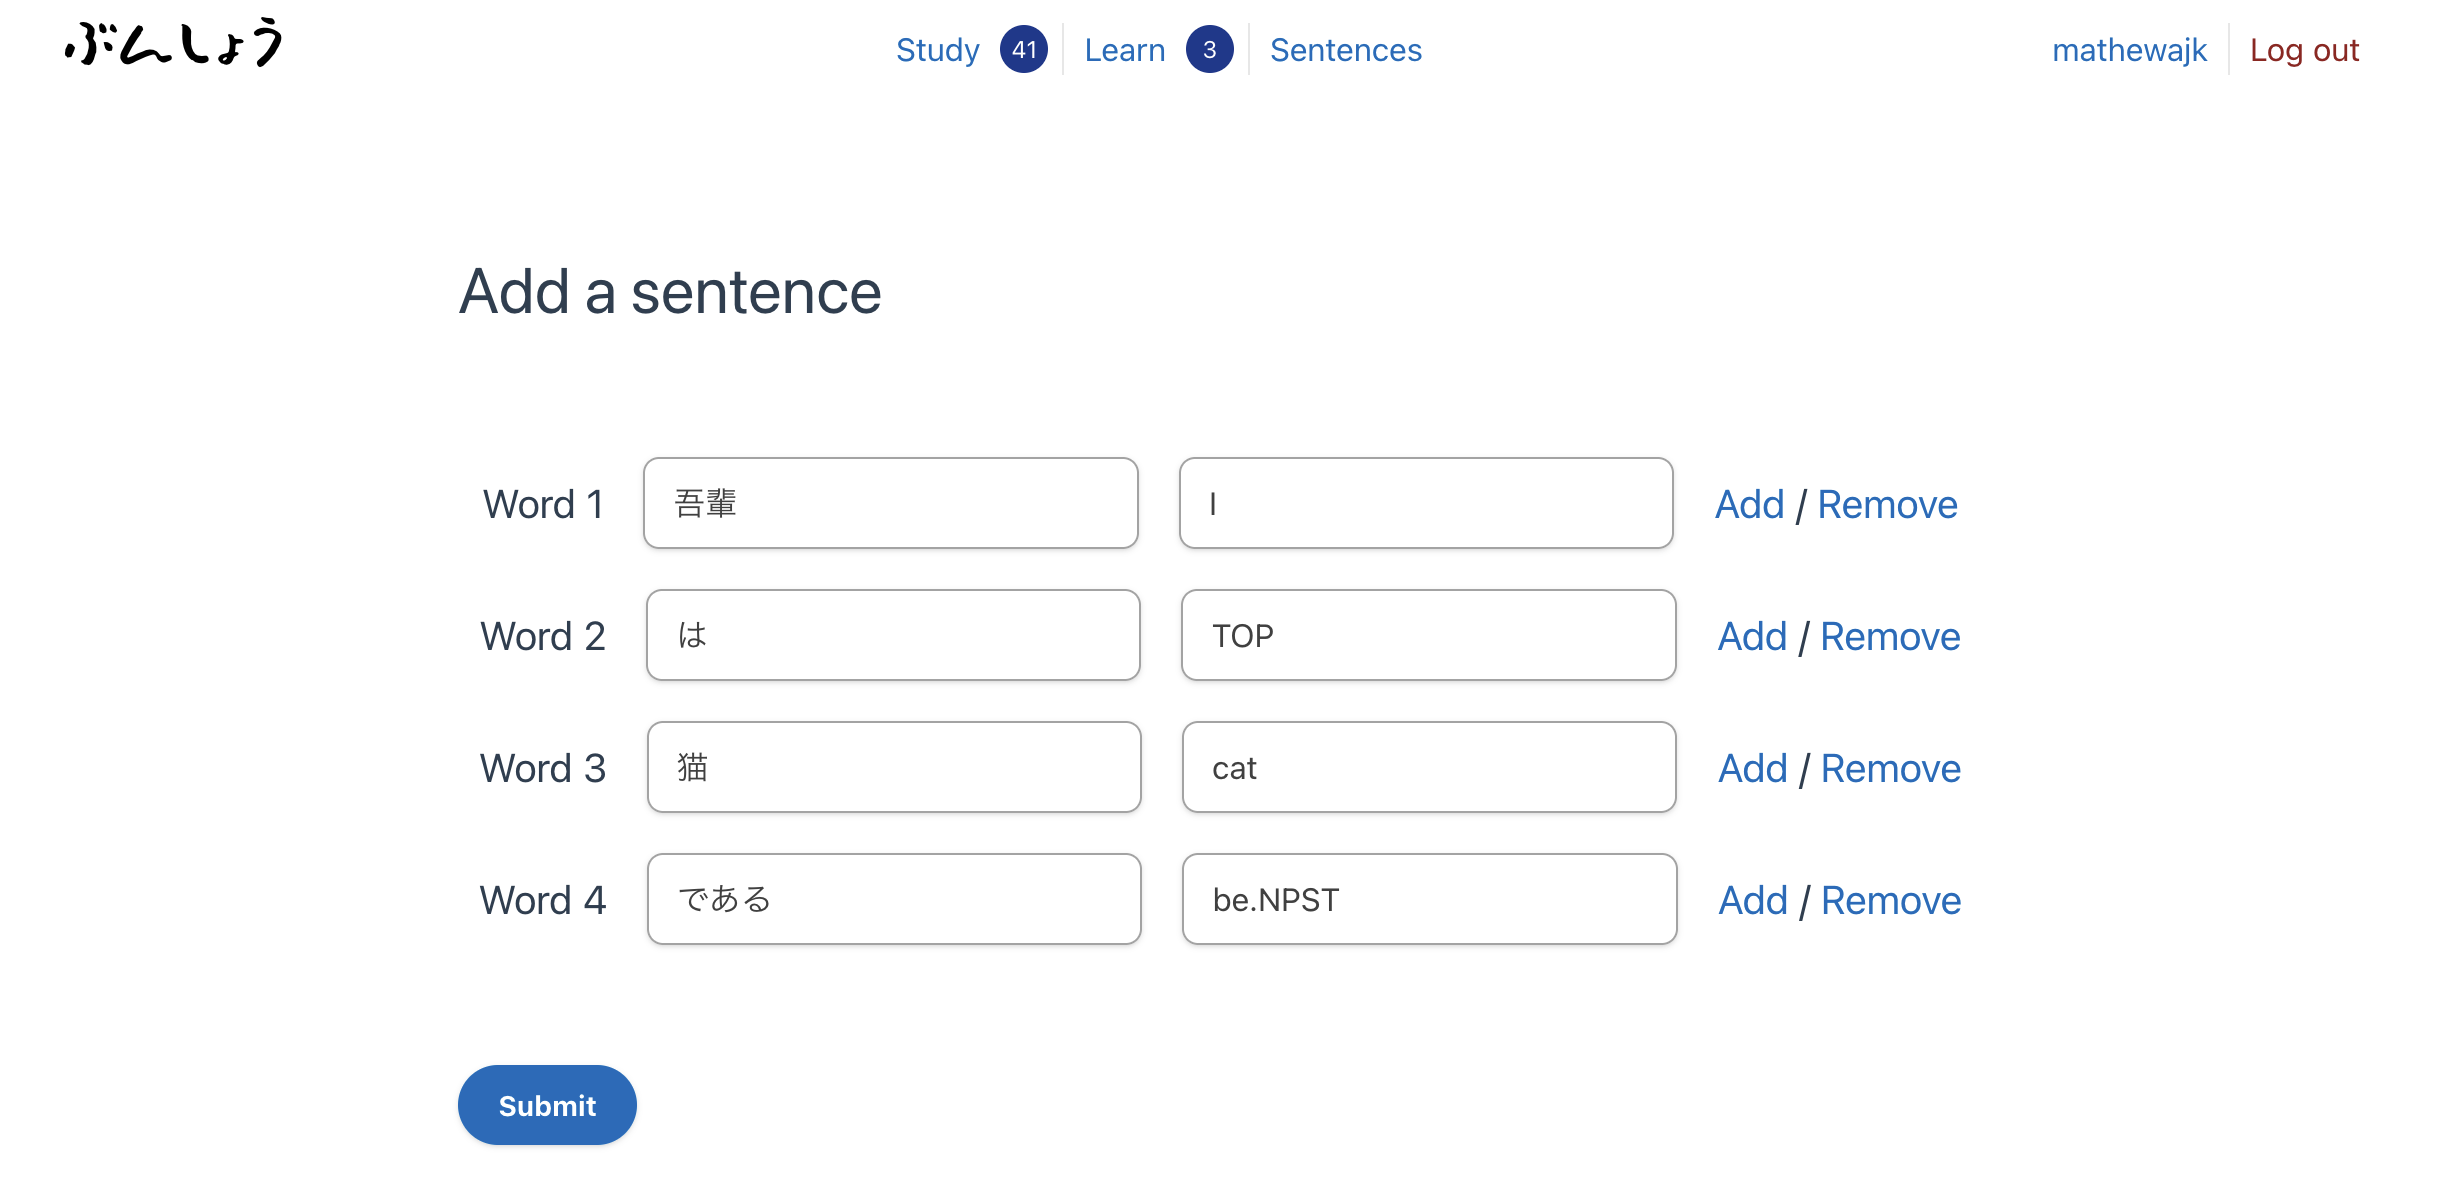 ぶんしょう
Study 41 Learn 3 Sentences
mathewajk Log out
Add a sentence
Word 1 吾輩 I Add / Remove
Word 2 は TOP Add / Remove
Word 3 猫 cat Add / Remove
Word 4 である be.NPST Add / Remove
Submit